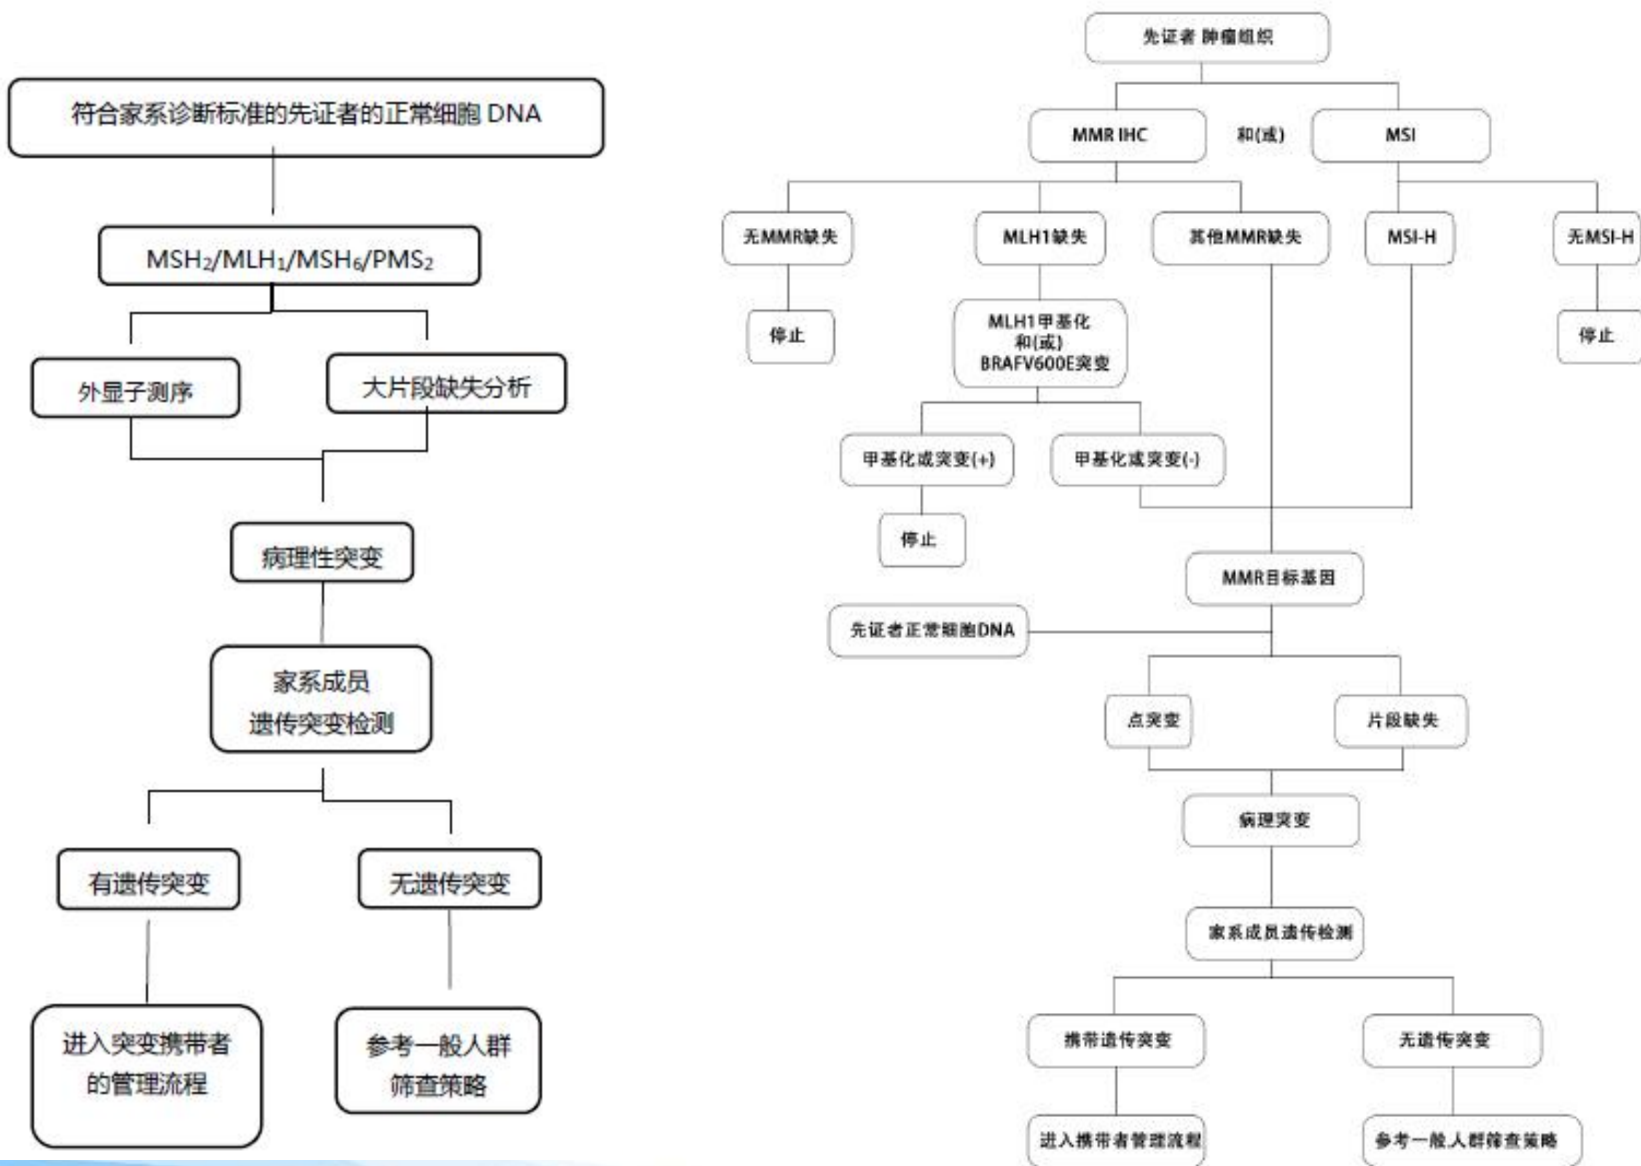 符合家系诊断标准的先证者的正常细胞 DNA
MSH₂/MLH₁/MSH₆/PMS₂
外显子测序
大片段缺失分析
病理性突变
家系成员
遗传突变检测
有遗传突变
无遗传突变
进入突变携带者
的管理流程
参考一般人群
筛查策略
先证者 肿瘤组织
MMR IHC
和(或)
MSI
无MMR缺失
MLH1缺失
其他MMR缺失
MSI-H
无MSI-H
停止
MLH1甲基化
和(或)
BRAFV600E突变
停止
甲基化或突变(+)
甲基化或突变(-)
停止
MMR目标基因
先证者正常细胞DNA
点突变
片段缺失
病理突变
家系成员遗传检测
携带遗传突变
无遗传突变
进入携带者管理流程
参考一般人群筛查策略